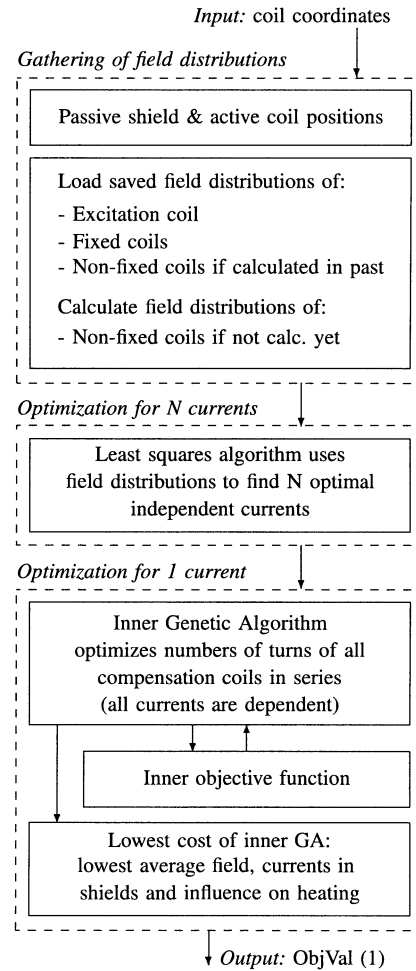 Input: coil coordinates
Gathering of field distributions
Passive shield & active coil positions
Load saved field distributions of:
- Excitation coil
- Fixed coils
- Non-fixed coils if calculated in past
Calculate field distributions of:
- Non-fixed coils if not calc. yet
Optimization for N currents
Least squares algorithm uses
field distributions to find N optimal
independent currents
Optimization for 1 current
Inner Genetic Algorithm
optimizes numbers of turns of all
compensation coils in series
(all currents are dependent)
Inner objective function
Lowest cost of inner GA:
lowest average field, currents in
shields and influence on heating
Output: ObjVal (1)